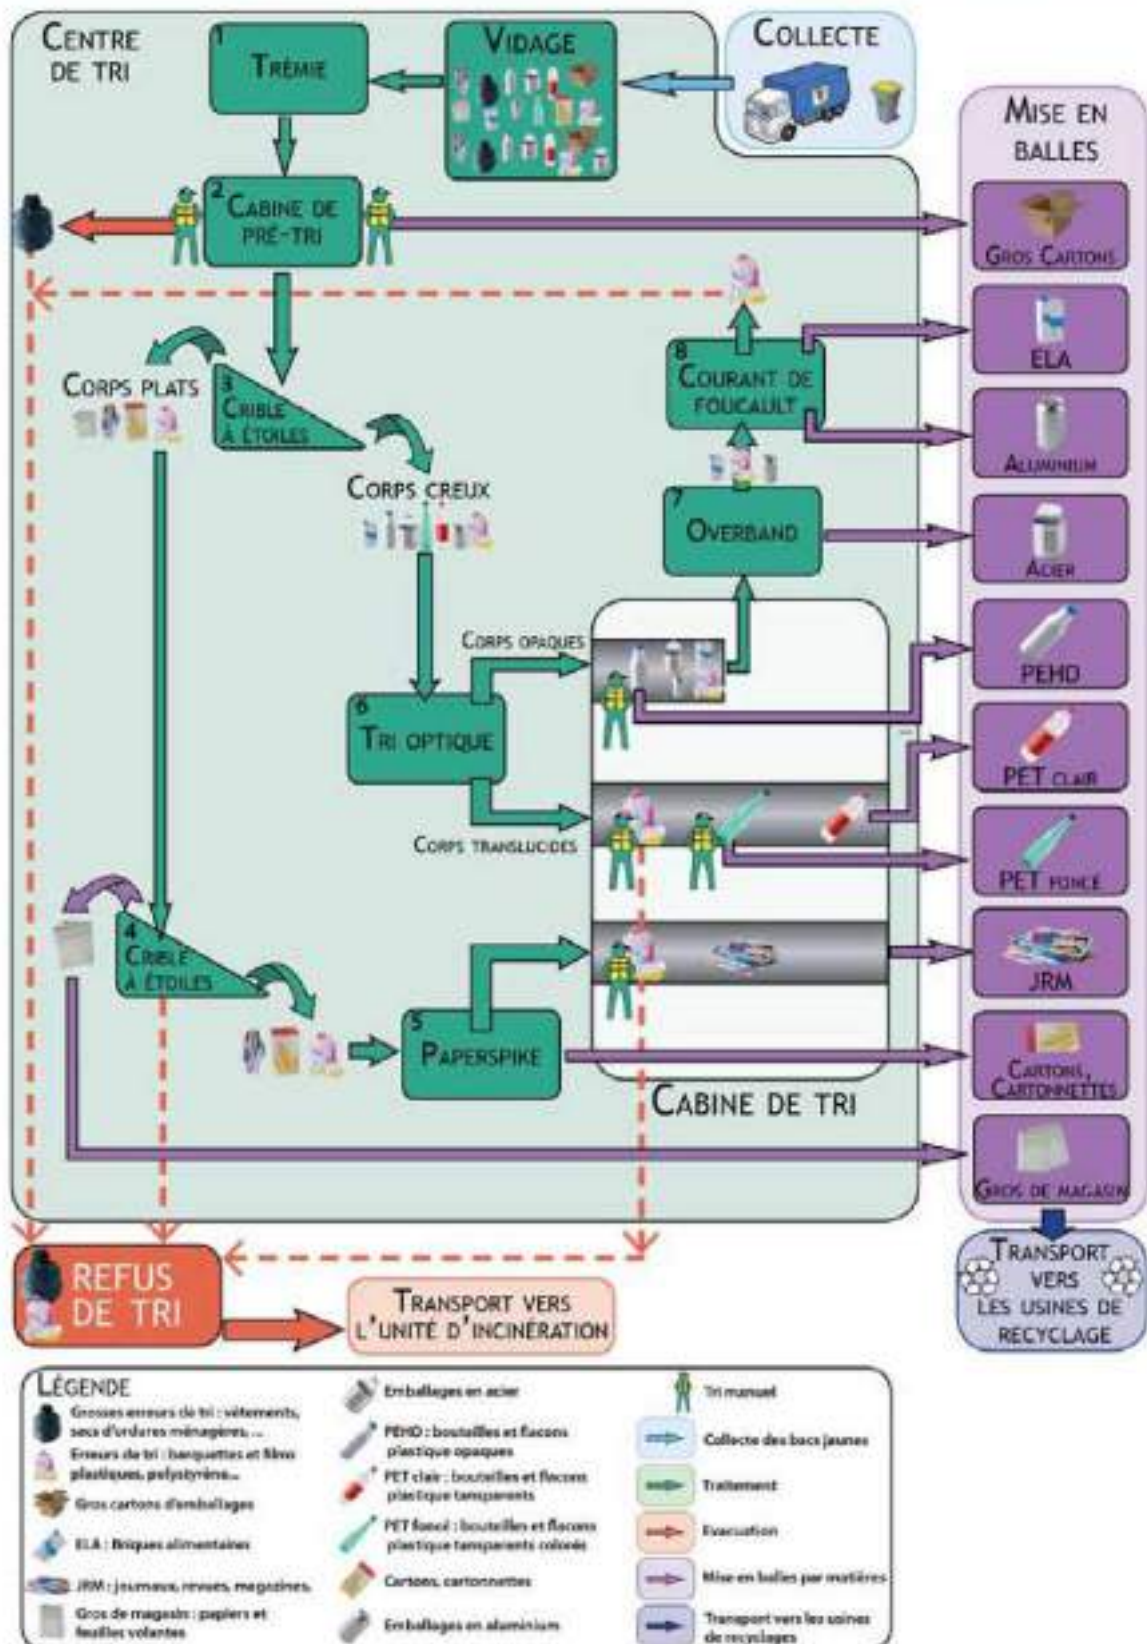 CENTRE
DE TRI
1
TRÉMIE
VIDAGE
COLLECTE
MISE EN
BALLES
2
CABINE DE
PRÉ-TRI
GROS CARTONS
ELA
ALUMINIUM
ACIER
PEHD
PET CLAIR
PET FONCÉ
JRM
CARTONS,
CARTONNETTES
GROS DE MAGASIN
8
COURANT DE
FOUCAULT
7
OVERBAND
CORPS PLATS
3
CRIBLE
À ÉTOILES
CORPS CREUX
CORPS OPAQUES
6
TRI OPTIQUE
CORPS TRANSLUCIDES
4
CRIBLE
À ÉTOILES
5
PAPERSPIKE
CABINE DE TRI
REFUS
DE TRI
TRANSPORT VERS
L'UNITÉ D'INCINÉRATION
TRANSPORT
VERS
LES USINES DE
RECYCLAGE
LÉGENDE
Grosses erreurs de tri : vêtements,
sacs d'ordures ménagères, ...
Erreurs de tri : barquettes et films
plastiques, polystyrène...
Gros cartons d'emballages
ELA : Briques alimentaires
JRM : journaux, revues, magazines,
Gros de magasin : papiers et
feuilles volantes
Emballages en acier
PEHD : bouteilles et flacons
plastique opaques
PET clair : bouteilles et flacons
plastique tansparents
PET foncé : bouteilles et flacons
plastique tansparents colorés
Cartons, cartonnettes
Emballages en aluminium
Tri manuel
Collecte des bacs jaunes
Traitement
Evacuation
Mise en balles par matières
Transport vers les usines
de recyclages